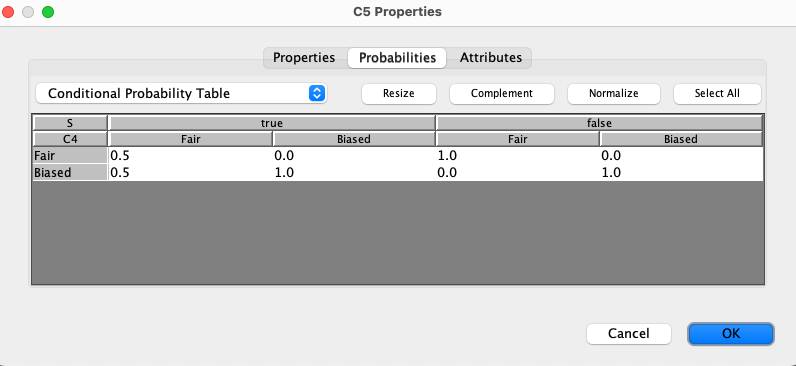 C5 Properties
Properties Probabilities Attributes
Conditional Probability Table Resize Complement Normalize Select All
S true false
C4 Fair Biased Fair Biased
Fair 0.5 0.0 1.0 0.0
Biased 0.5 1.0 0.0 1.0
Cancel OK